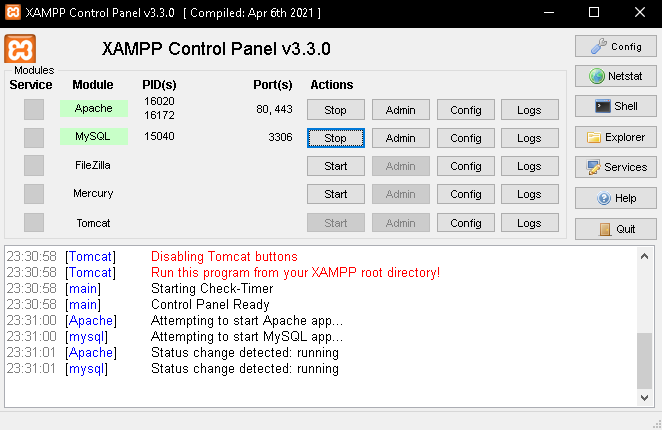 XAMPP Control Panel v3.3.0 [ Compiled: Apr 6th 2021 ]
XAMPP Control Panel v3.3.0
Config
Modules
Service Module PID(s) Port(s) Actions
Netstat
Apache 16020 16172 80, 443 Stop Admin Config Logs
Shell
MySQL 15040 3306 Stop Admin Config Logs
Explorer
FileZilla Start Admin Config Logs
Services
Mercury Start Admin Config Logs
Help
Tomcat Start Admin Config Logs
Quit
23:30:58 [Tomcat] Disabling Tomcat buttons
23:30:58 [Tomcat] Run this program from your XAMPP root directory!
23:30:58 [main] Starting Check-Timer
23:30:58 [main] Control Panel Ready
23:31:00 [Apache] Attempting to start Apache app...
23:31:00 [mysql] Attempting to start MySQL app...
23:31:01 [Apache] Status change detected: running
23:31:01 [mysql] Status change detected: running